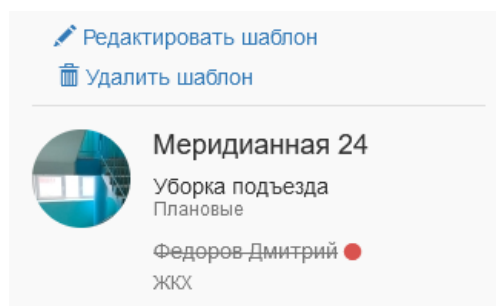 Редактировать шаблон
Удалить шаблон
Меридианная 24
Уборка подъезда
Плановые
Федоров Дмитрий
ЖКХ